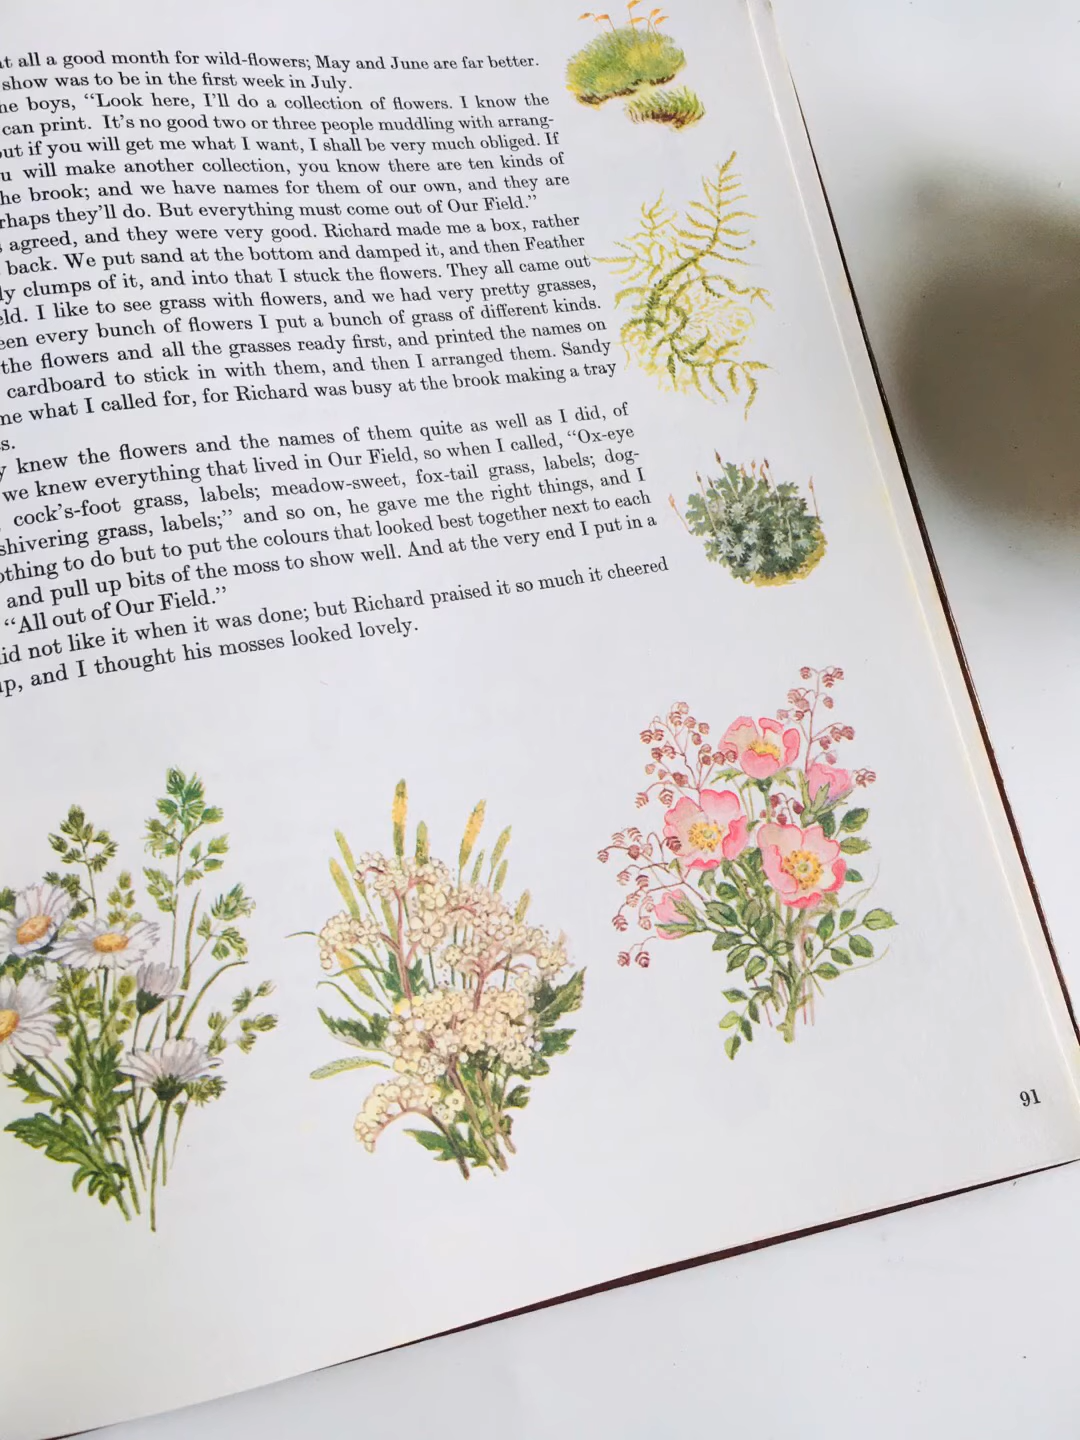 at all a good month for wild-flowers; May and June are far better.
show was to be in the first week in July.
he boys, “Look here, I’ll do a collection of flowers. I know the
can print. It’s no good two or three people muddling with arrang-
out if you will get me what I want, I shall be very much obliged. If
u will make another collection, you know there are ten kinds of
he brook; and we have names for them of our own, and they are
rhaps they’ll do. But everything must come out of Our Field.”
agreed, and they were very good. Richard made me a box, rather
back. We put sand at the bottom and damped it, and then Feather
ly clumps of it, and into that I stuck the flowers. They all came out
eld. I like to see grass with flowers, and we had very pretty grasses,
een every bunch of flowers I put a bunch of grass of different kinds.
the flowers and all the grasses ready first, and printed the names on
cardboard to stick in with them, and then I arranged them. Sandy
me what I called for, for Richard was busy at the brook making a tray
s.
y knew the flowers and the names of them quite as well as I did, of
we knew everything that lived in Our Field, so when I called, “Ox-eye
cock’s-foot grass, labels; meadow-sweet, fox-tail grass, labels; dog-
shivering grass, labels;” and so on, he gave me the right things, and I
othing to do but to put the colours that looked best together next to each
and pull up bits of the moss to show well. And at the very end I put in a
“All out of Our Field.”
id not like it when it was done; but Richard praised it so much it cheered
up, and I thought his mosses looked lovely.
91